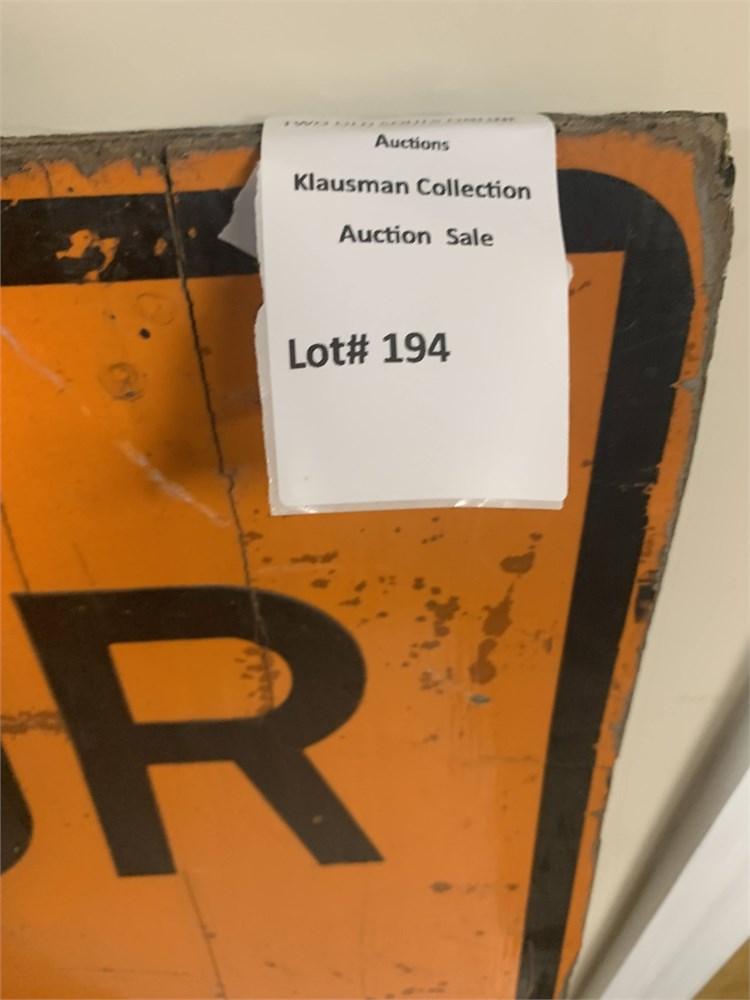 Auctions
Klausman Collection
Auction Sale
Lot# 194
R